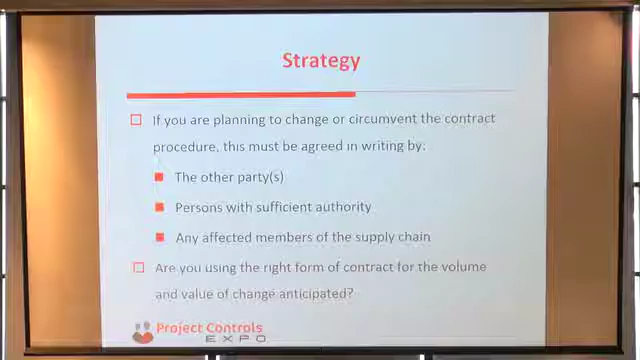 Strategy
If you are planning to change or circumvent the contract
procedure, this must be agreed in writing by:
The other party(s)
Persons with sufficient authority
Any affected members of the supply chain
Are you using the right form of contract for the volume
and value of change anticipated?
Project Controls
EXPO